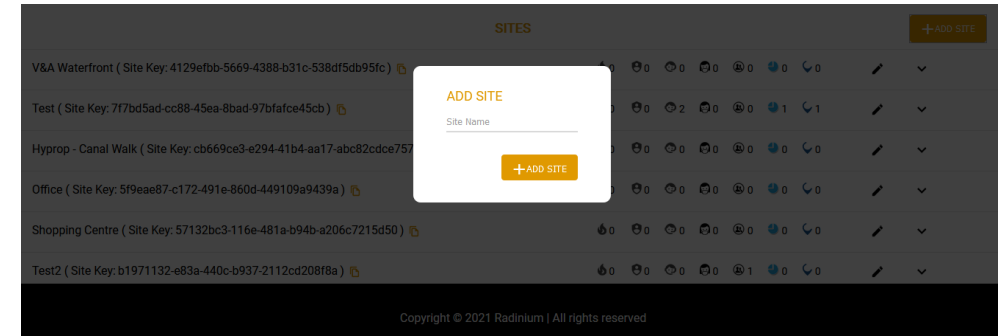 SITES
+ADD SITE
V&A Waterfront ( Site Key: 4129efbb-5669-4388-b31c-538df5db95fc ) 0 0 0 0 0 0 0
Test ( Site Key: 7f7bd5ad-cc88-45ea-8bad-97bfafce45cb ) 0 2 0 0 1 1
Hyprop - Canal Walk ( Site Key: cb669ce3-e294-41b4-aa17-abc82cdce757 0 0 0 0 0 0
Office ( Site Key: 5f9eae87-c172-491e-860d-449109a9439a ) 0 0 0 0 0 0
Shopping Centre ( Site Key: 57132bc3-116e-481a-b94b-a206c7215d50 ) 0 0 0 0 0 0 0
Test2 ( Site Key: b1971132-e83a-440c-b937-2112cd208f8a ) 0 0 0 0 1 0 0
ADD SITE
Site Name
+ADD SITE
Copyright © 2021 Radinium | All rights reserved